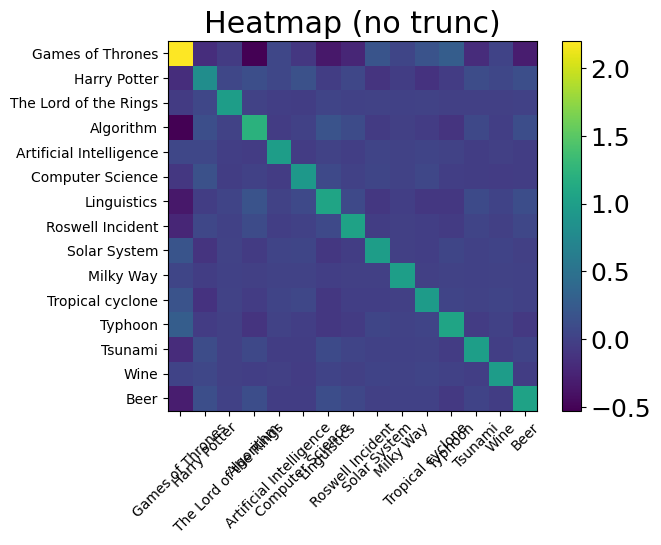 Heatmap (no trunc)
Games of Thrones
Harry Potter
The Lord of the Rings
Algorithm
Artificial Intelligence
Computer Science
Linguistics
Roswell Incident
Solar System
Milky Way
Tropical cyclone
Typhoon
Tsunami
Wine
Beer
Games of Thrones
Harry Potter
The Lord of the Rings
Algorithm
Artificial Intelligence
Computer Science
Linguistics
Roswell Incident
Solar System
Milky Way
Tropical cyclone
Typhoon
Tsunami
Wine
Beer
2.0
1.5
1.0
0.5
0.0
−0.5